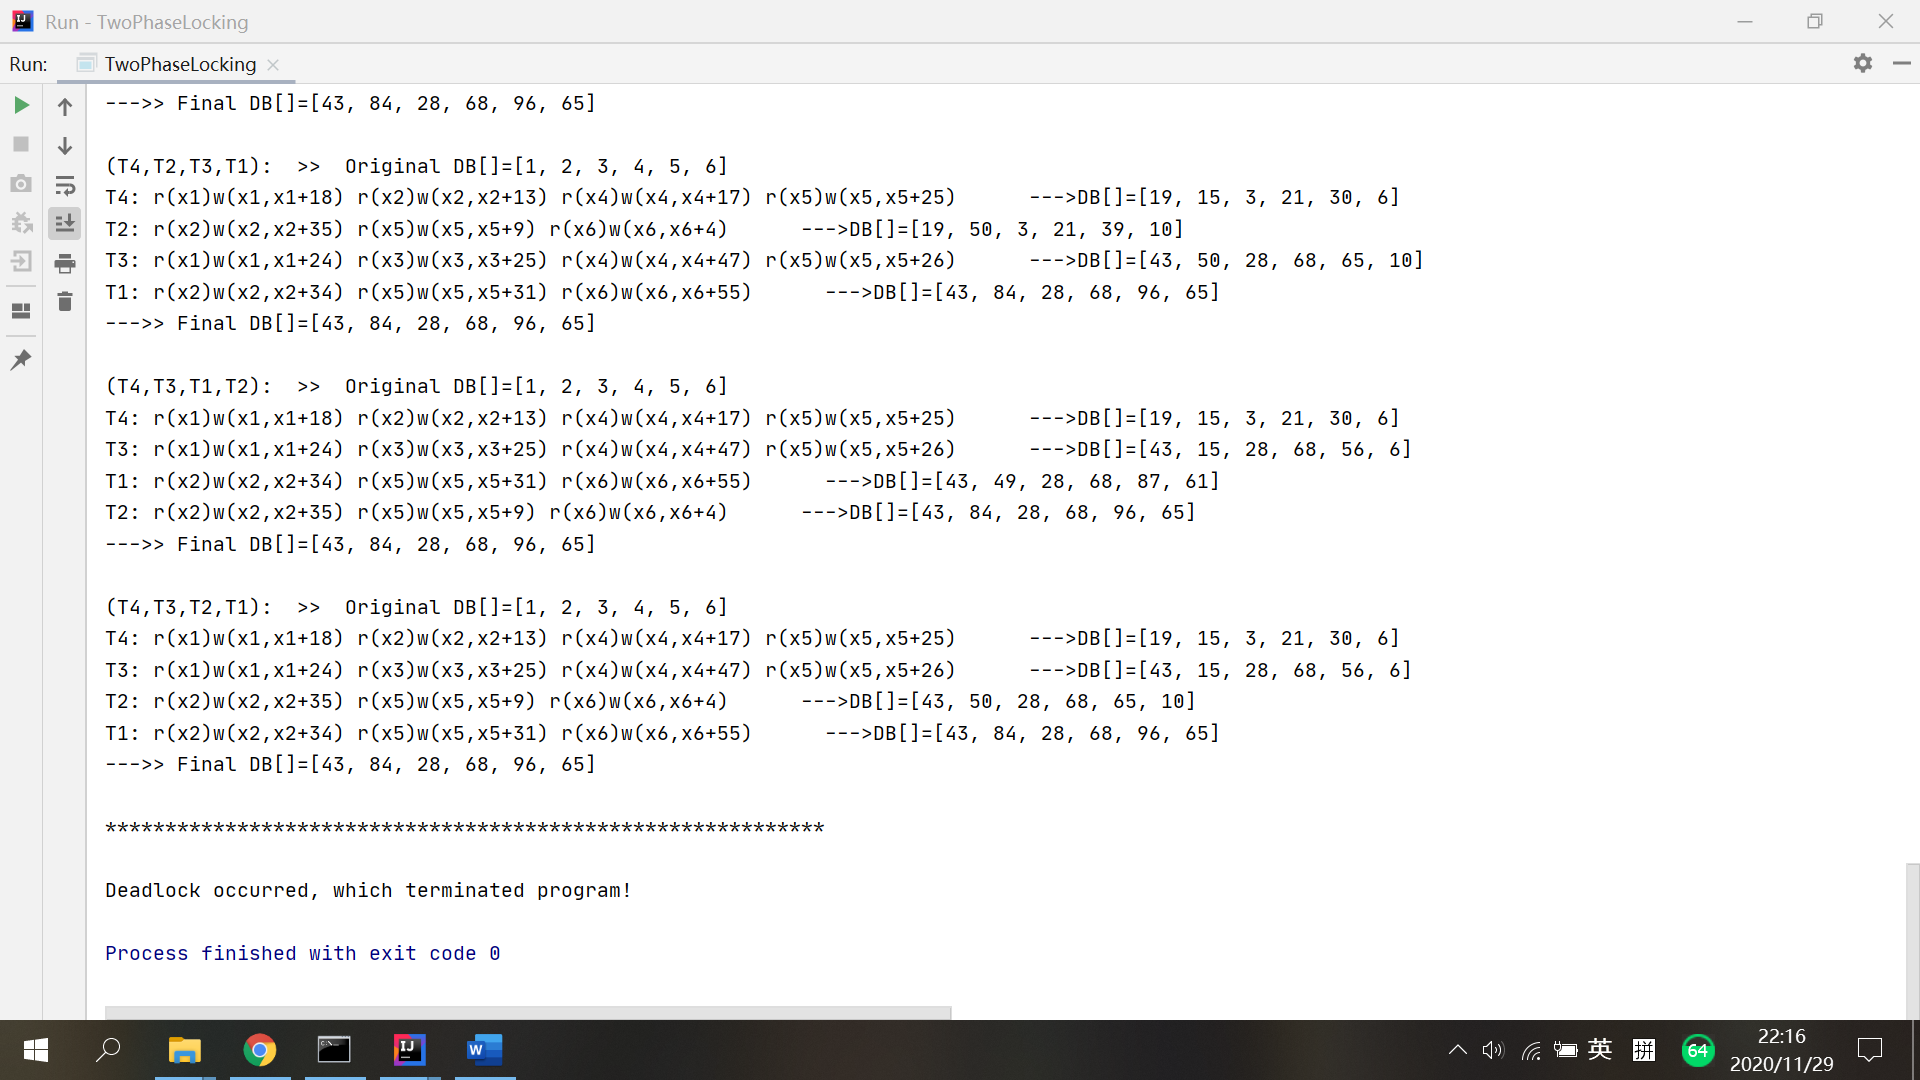 Run - TwoPhaseLocking
Run: TwoPhaseLocking
--->> Final DB[]=[43, 84, 28, 68, 96, 65]
(T4,T2,T3,T1):  >>  Original DB[]=[1, 2, 3, 4, 5, 6]
T4: r(x1)w(x1,x1+18) r(x2)w(x2,x2+13) r(x4)w(x4,x4+17) r(x5)w(x5,x5+25)      --->DB[]=[19, 15, 3, 21, 30, 6]
T2: r(x2)w(x2,x2+35) r(x5)w(x5,x5+9) r(x6)w(x6,x6+4)      --->DB[]=[19, 50, 3, 21, 39, 10]
T3: r(x1)w(x1,x1+24) r(x3)w(x3,x3+25) r(x4)w(x4,x4+47) r(x5)w(x5,x5+26)      --->DB[]=[43, 50, 28, 68, 65, 10]
T1: r(x2)w(x2,x2+34) r(x5)w(x5,x5+31) r(x6)w(x6,x6+55)      --->DB[]=[43, 84, 28, 68, 96, 65]
--->> Final DB[]=[43, 84, 28, 68, 96, 65]
(T4,T3,T1,T2):  >>  Original DB[]=[1, 2, 3, 4, 5, 6]
T4: r(x1)w(x1,x1+18) r(x2)w(x2,x2+13) r(x4)w(x4,x4+17) r(x5)w(x5,x5+25)      --->DB[]=[19, 15, 3, 21, 30, 6]
T3: r(x1)w(x1,x1+24) r(x3)w(x3,x3+25) r(x4)w(x4,x4+47) r(x5)w(x5,x5+26)      --->DB[]=[43, 15, 28, 68, 56, 6]
T1: r(x2)w(x2,x2+34) r(x5)w(x5,x5+31) r(x6)w(x6,x6+55)      --->DB[]=[43, 49, 28, 68, 87, 61]
T2: r(x2)w(x2,x2+35) r(x5)w(x5,x5+9) r(x6)w(x6,x6+4)      --->DB[]=[43, 84, 28, 68, 96, 65]
--->> Final DB[]=[43, 84, 28, 68, 96, 65]
(T4,T3,T2,T1):  >>  Original DB[]=[1, 2, 3, 4, 5, 6]
T4: r(x1)w(x1,x1+18) r(x2)w(x2,x2+13) r(x4)w(x4,x4+17) r(x5)w(x5,x5+25)      --->DB[]=[19, 15, 3, 21, 30, 6]
T3: r(x1)w(x1,x1+24) r(x3)w(x3,x3+25) r(x4)w(x4,x4+47) r(x5)w(x5,x5+26)      --->DB[]=[43, 15, 28, 68, 56, 6]
T2: r(x2)w(x2,x2+35) r(x5)w(x5,x5+9) r(x6)w(x6,x6+4)      --->DB[]=[43, 50, 28, 68, 65, 10]
T1: r(x2)w(x2,x2+34) r(x5)w(x5,x5+31) r(x6)w(x6,x6+55)      --->DB[]=[43, 84, 28, 68, 96, 65]
--->> Final DB[]=[43, 84, 28, 68, 96, 65]
************************************************************
Deadlock occurred, which terminated program!
Process finished with exit code 0
英 拼 64 22:16
2020/11/29